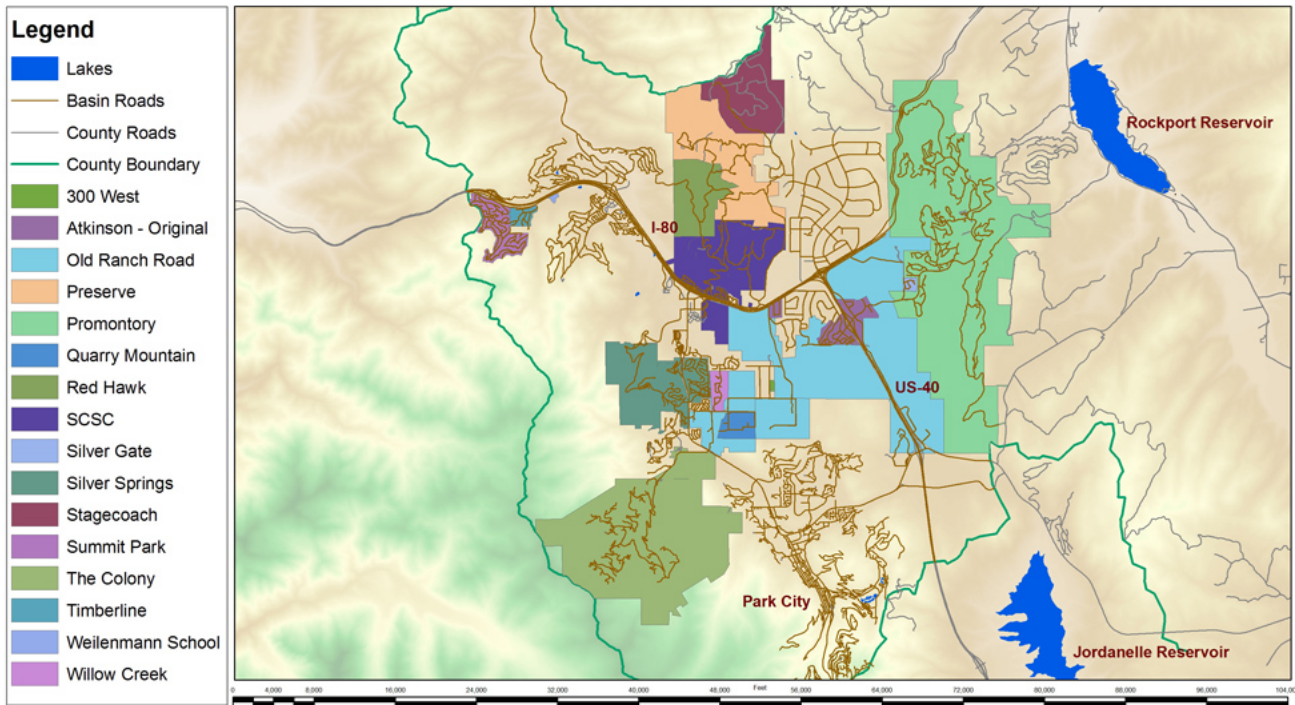 Legend
Lakes
Basin Roads
County Roads
County Boundary
300 West
Atkinson - Original
Old Ranch Road
Preserve
Promontory
Quarry Mountain
Red Hawk
SCSC
Silver Gate
Silver Springs
Stagecoach
Summit Park
The Colony
Timberline
Weilenmann School
Willow Creek
Rockport Reservoir
I-80
US-40
Park City
Jordanelle Reservoir
Feet
0 4,000 8,000 16,000 24,000 32,000 40,000 48,000 56,000 64,000 72,000 80,000 88,000 96,000 104,000